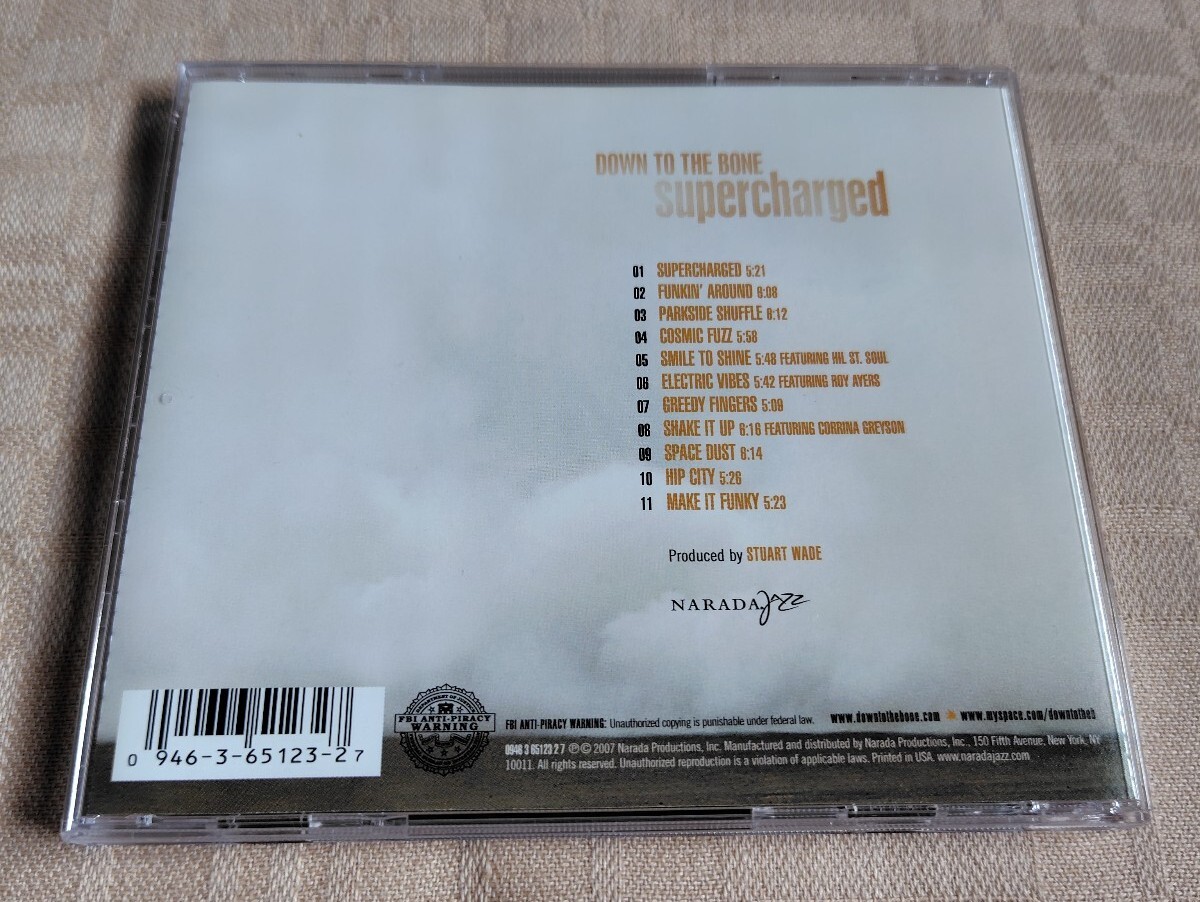 DOWN TO THE BONE
supercharged
01 SUPERCHARGED 5:21
02 FUNKIN' AROUND 6:08
03 PARKSIDE SHUFFLE 6:12
04 COSMIC FUZZ 5:58
05 SMILE TO SHINE 5:48 FEATURING HIL ST. SOUL
06 ELECTRIC VIBES 5:42 FEATURING ROY AYERS
07 GREEDY FINGERS 5:09
08 SHAKE IT UP 6:16 FEATURING CORRINA GREYSON
09 SPACE DUST 6:14
10 HIP CITY 5:26
11 MAKE IT FUNKY 5:23
Produced by STUART WADE
NARADA JAZZ
0 946-3-65123-2 7
DEPARTMENT OF JUSTICE
FBI ANTI-PIRACY
WARNING
FBI ANTI-PIRACY WARNING: Unauthorized copying is punishable under federal law. www.downtothebone.com www.myspace.com/downtotheb
0946 3 65123 2 7 ℗ © 2007 Narada Productions, Inc. Manufactured and distributed by Narada Productions, Inc., 150 Fifth Avenue, New York, NY
10011. All rights reserved. Unauthorized reproduction is a violation of applicable laws. Printed in USA. www.naradajazz.com